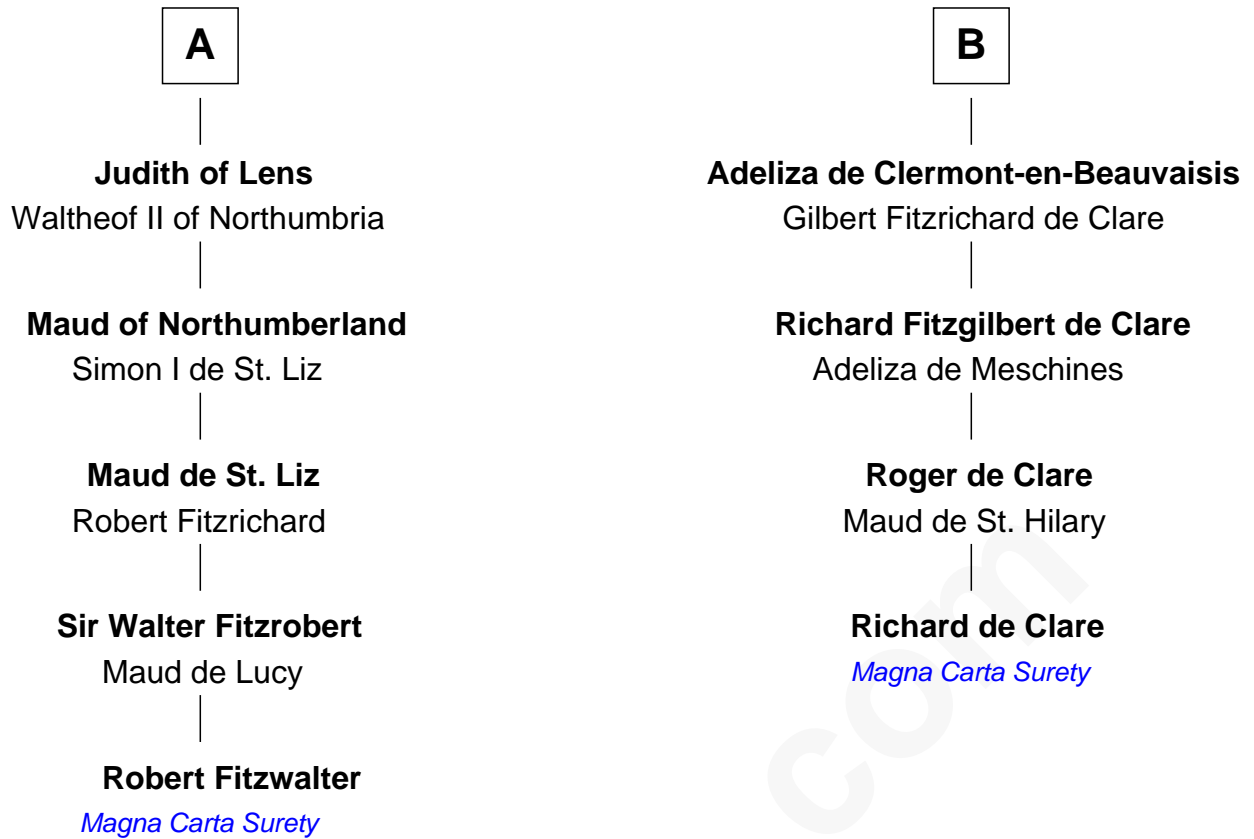 A
Judith of Lens
Waltheof II of Northumbria
Maud of Northumberland
Simon I de St. Liz
Maud de St. Liz
Robert Fitzrichard
Sir Walter Fitzrobert
Maud de Lucy
Robert Fitzwalter
Magna Carta Surety
B
Adeliza de Clermont-en-Beauvaisis
Gilbert Fitzrichard de Clare
Richard Fitzgilbert de Clare
Adeliza de Meschines
Roger de Clare
Maud de St. Hilary
Richard de Clare
Magna Carta Surety
com